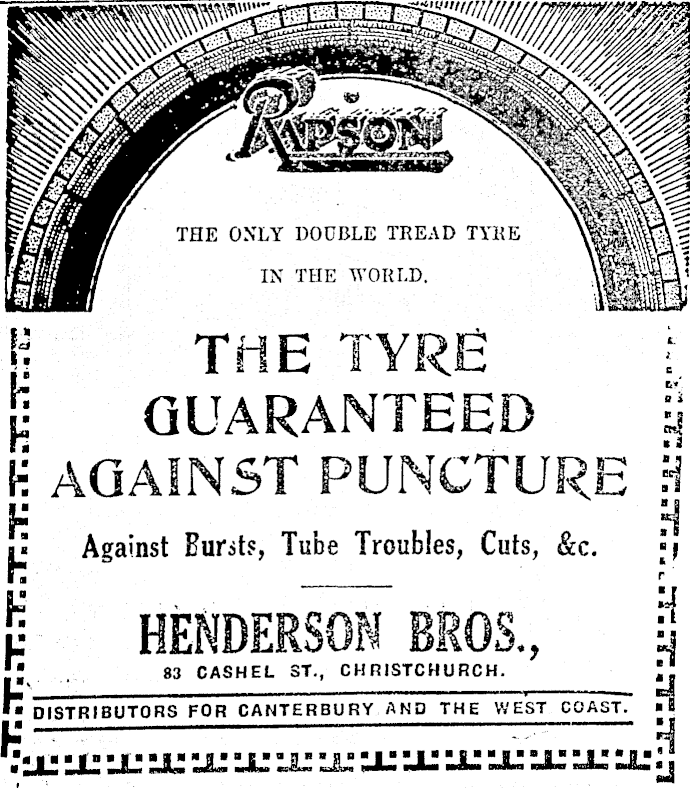 RAPSON
THE ONLY DOUBLE TREAD TYRE
IN THE WORLD.
THE TYRE
GUARANTEED
AGAINST PUNCTURE
Against Bursts, Tube Troubles, Cuts, &c.
HENDERSON BROS.,
83 CASHEL ST., CHRISTCHURCH.
DISTRIBUTORS FOR CANTERBURY AND THE WEST COAST.